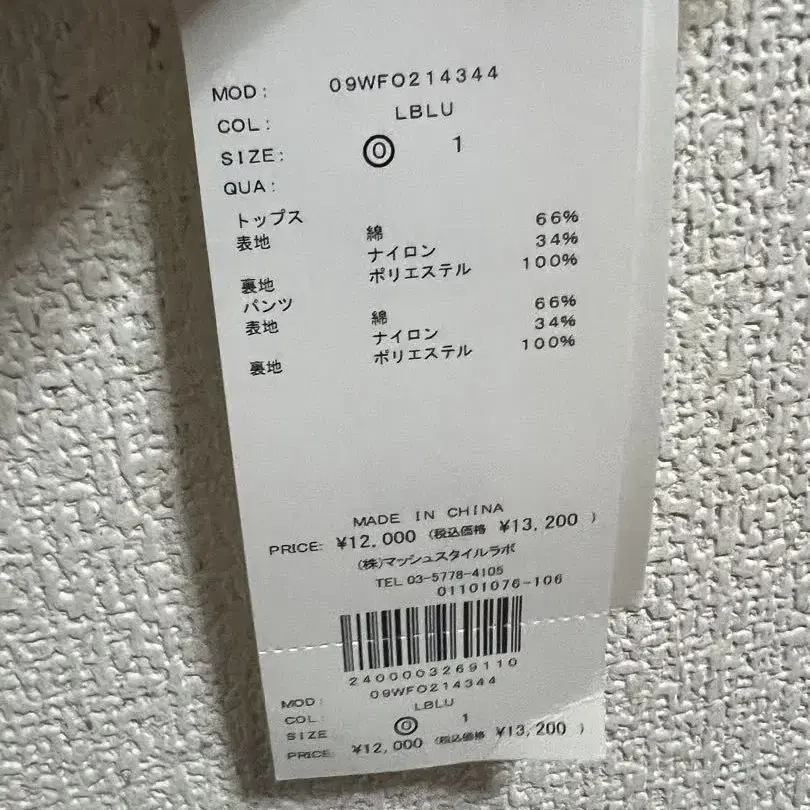 MOD: 09WFO214344
COL: LBLU
SIZE: 0 1
QUA:
トップス
表地 綿 66%
ナイロン 34%
裏地 ポリエステル 100%
パンツ
表地 綿 66%
ナイロン 34%
裏地 ポリエステル 100%
MADE IN CHINA
PRICE: ¥12,000 (税込価格 ¥13,200 )
(株)マッシュスタイルラボ
TEL 03-5778-4105
01101076-106
2400003269110
MOD: 09WFO214344
COL: LBLU
SIZE 0 1
PRICE: ¥12,000 (税込価格 ¥13,200 )